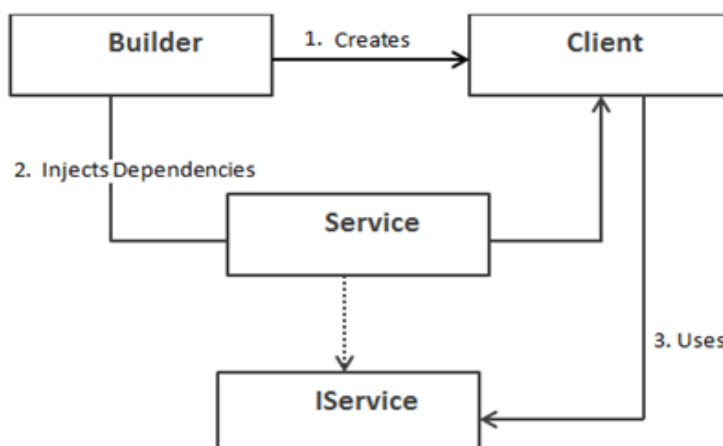 Builder
1. Creates
Client
2. Injects Dependencies
Service
3. Uses
IService